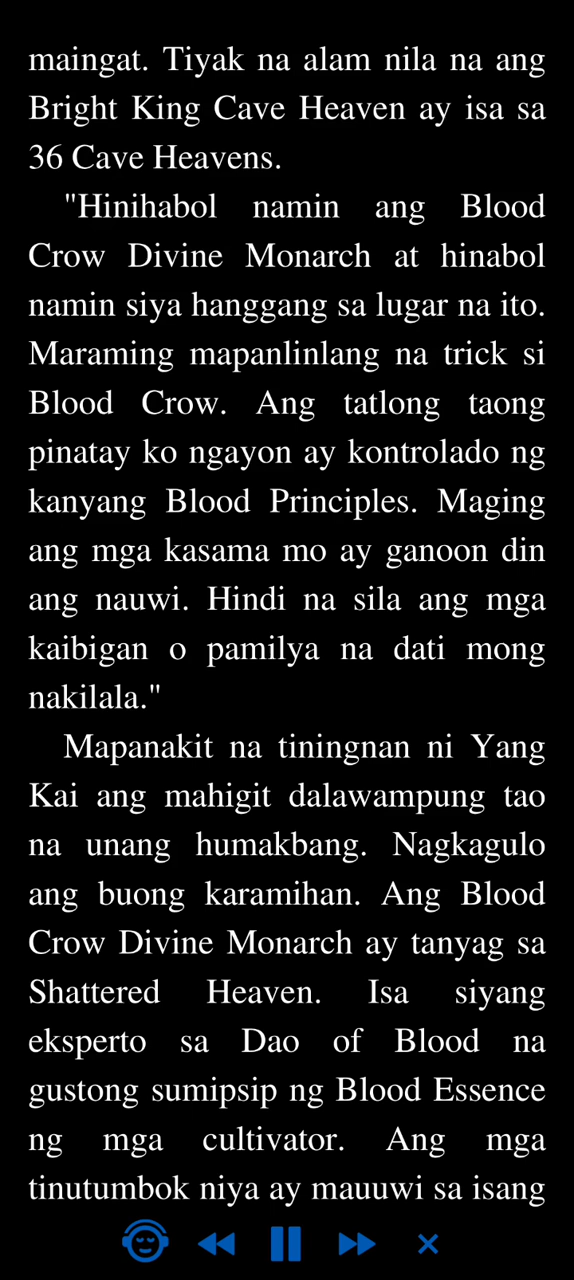 maingat. Tiyak na alam nila na ang
Bright King Cave Heaven ay isa sa
36 Cave Heavens.
"Hinihabol namin ang Blood
Crow Divine Monarch at hinabol
namin siya hanggang sa lugar na ito.
Maraming mapanlinlang na trick si
Blood Crow. Ang tatlong taong
pinatay ko ngayon ay kontrolado ng
kanyang Blood Principles. Maging
ang mga kasama mo ay ganoon din
ang nauwi. Hindi na sila ang mga
kaibigan o pamilya na dati mong
nakilala."
Mapanakit na tiningnan ni Yang
Kai ang mahigit dalawampung tao
na unang humakbang. Nagkagulo
ang buong karamihan. Ang Blood
Crow Divine Monarch ay tanyag sa
Shattered Heaven. Isa siyang
eksperto sa Dao of Blood na
gustong sumipsip ng Blood Essence
ng mga cultivator. Ang mga
tinutumbok niya ay mauuwi sa isang